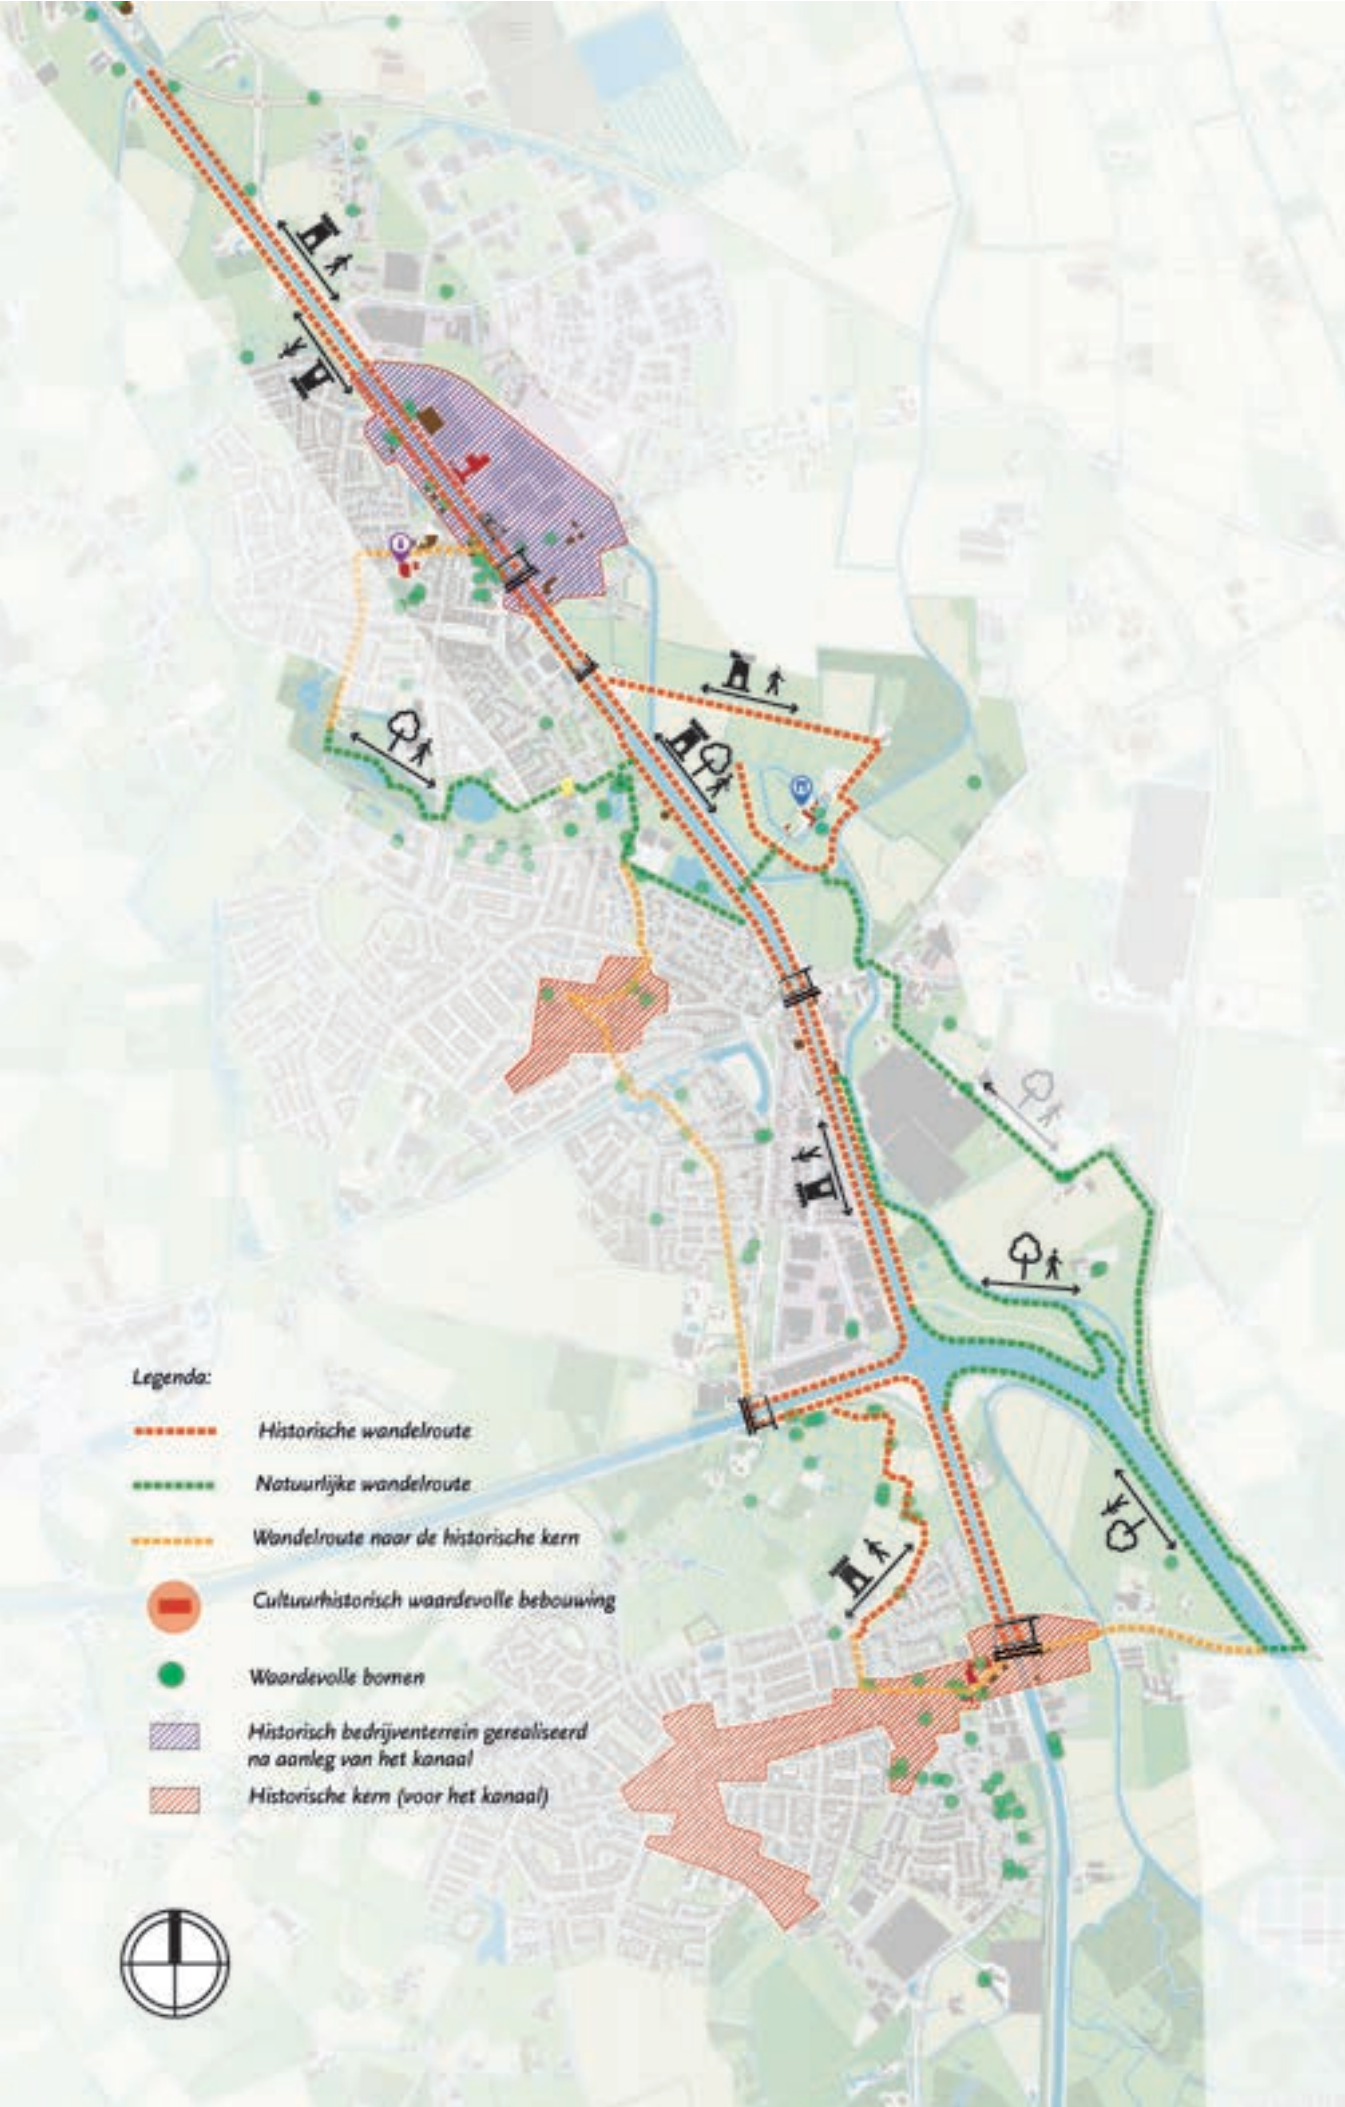 Legenda:
Historische wandelroute
Natuurlijke wandelroute
Wandelroute naar de historische kern
Cultuurhistorisch waardevolle bebouwing
Waardevolle bomen
Historisch bedrijventerrein gerealiseerd
na aanleg van het kanaal
Historische kern (voor het kanaal)